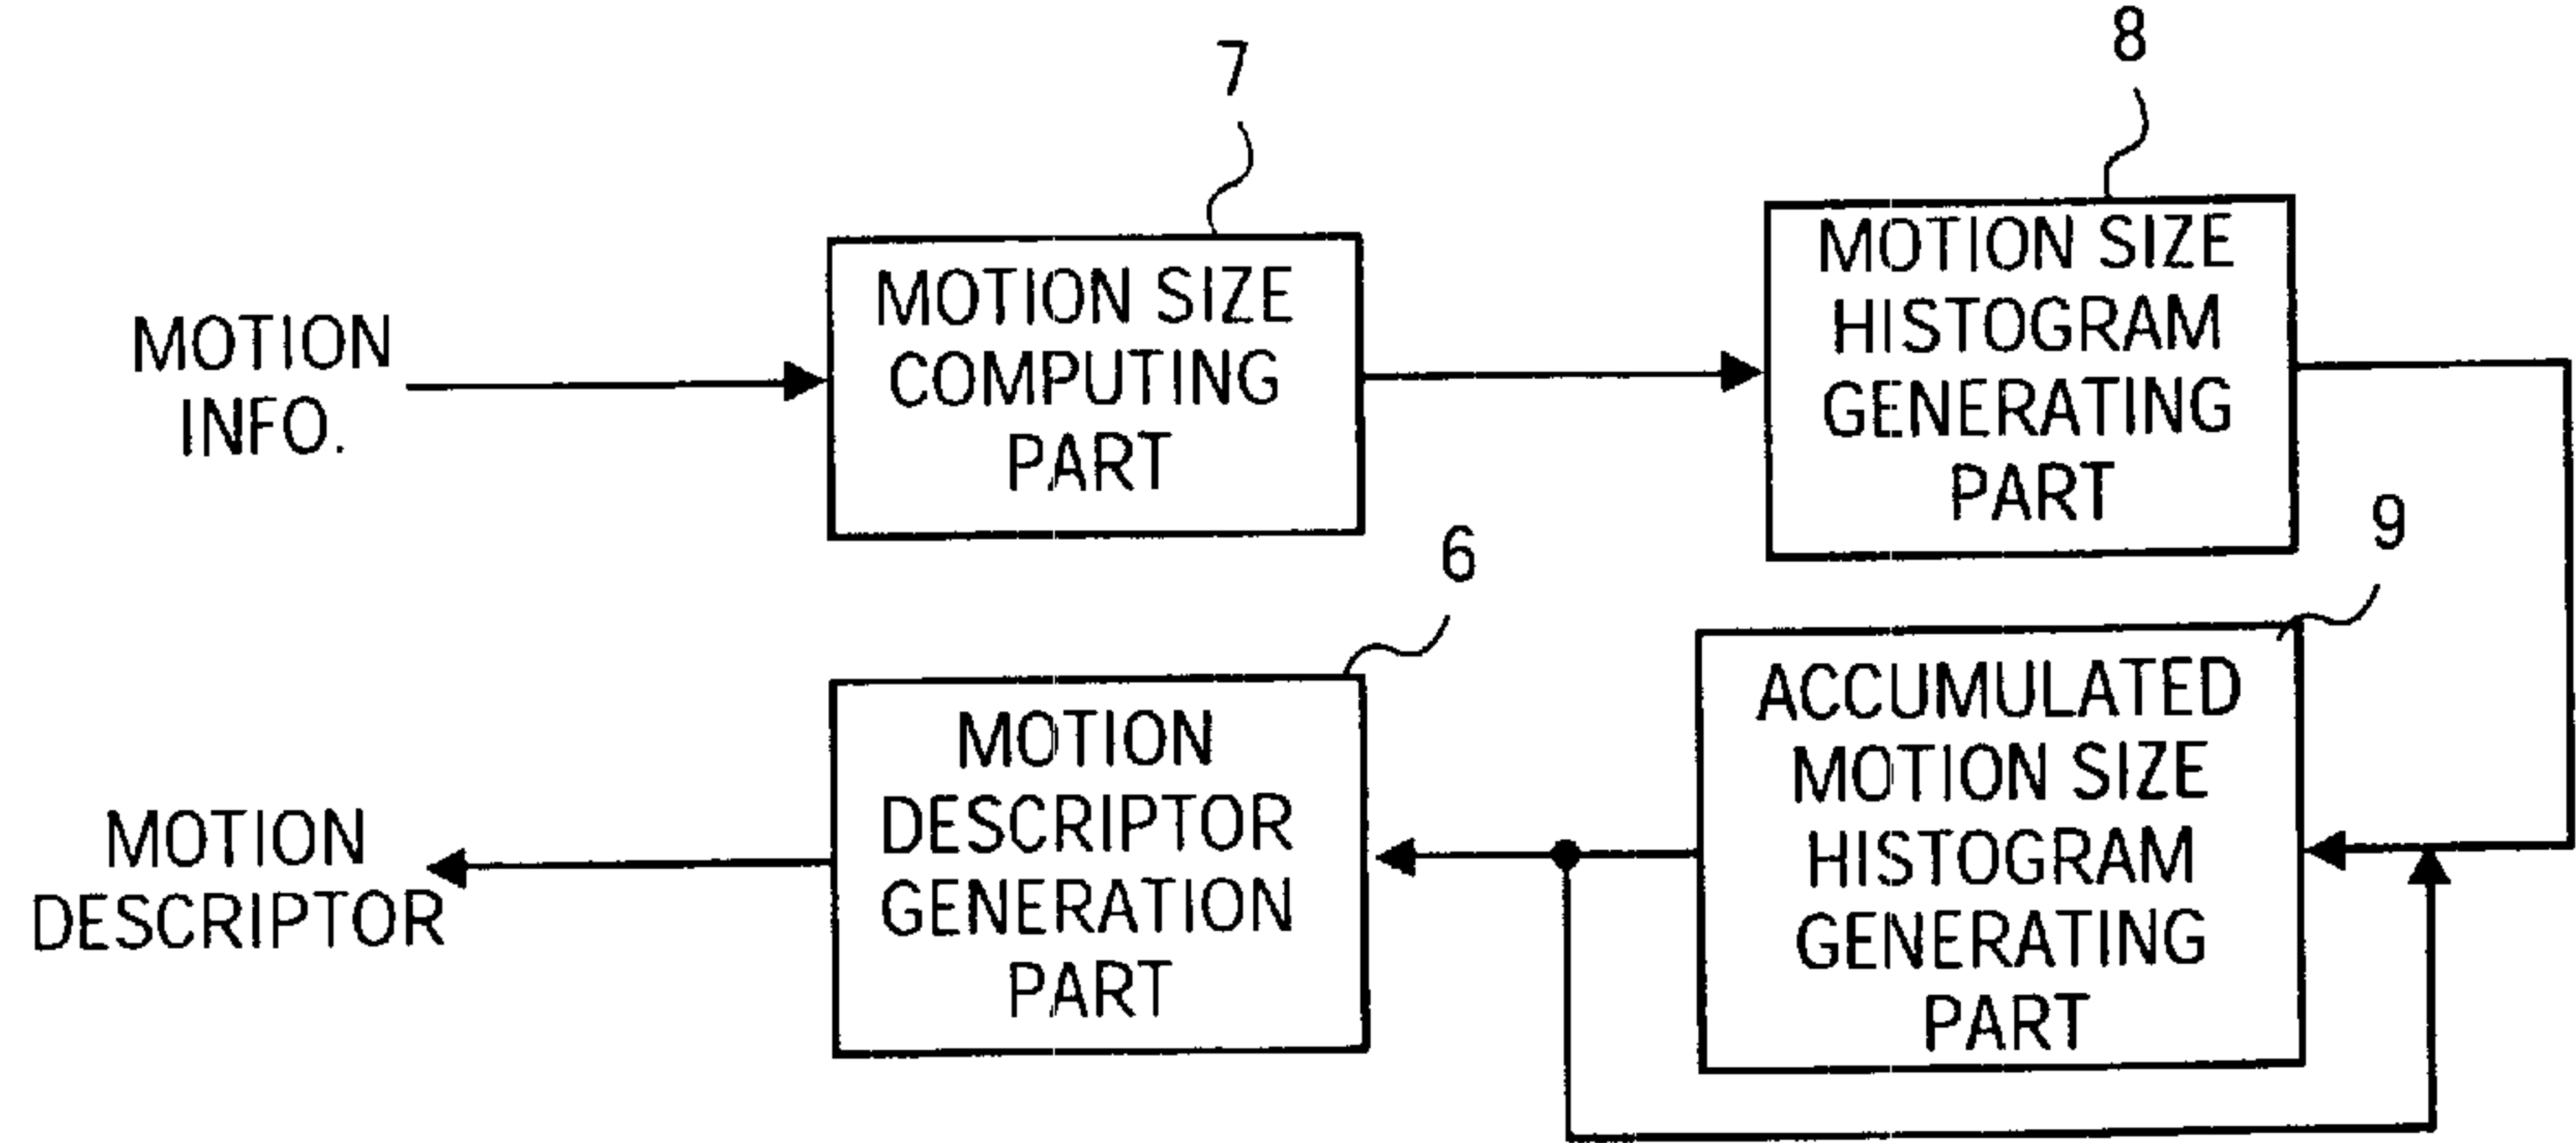 7
8
MOTION
INFO.
MOTION SIZE
COMPUTING
PART
MOTION SIZE
HISTOGRAM
GENERATING
PART
6
9
MOTION
DESCRIPTOR
MOTION
DESCRIPTOR
GENERATION
PART
ACCUMULATED
MOTION SIZE
HISTOGRAM
GENERATING
PART